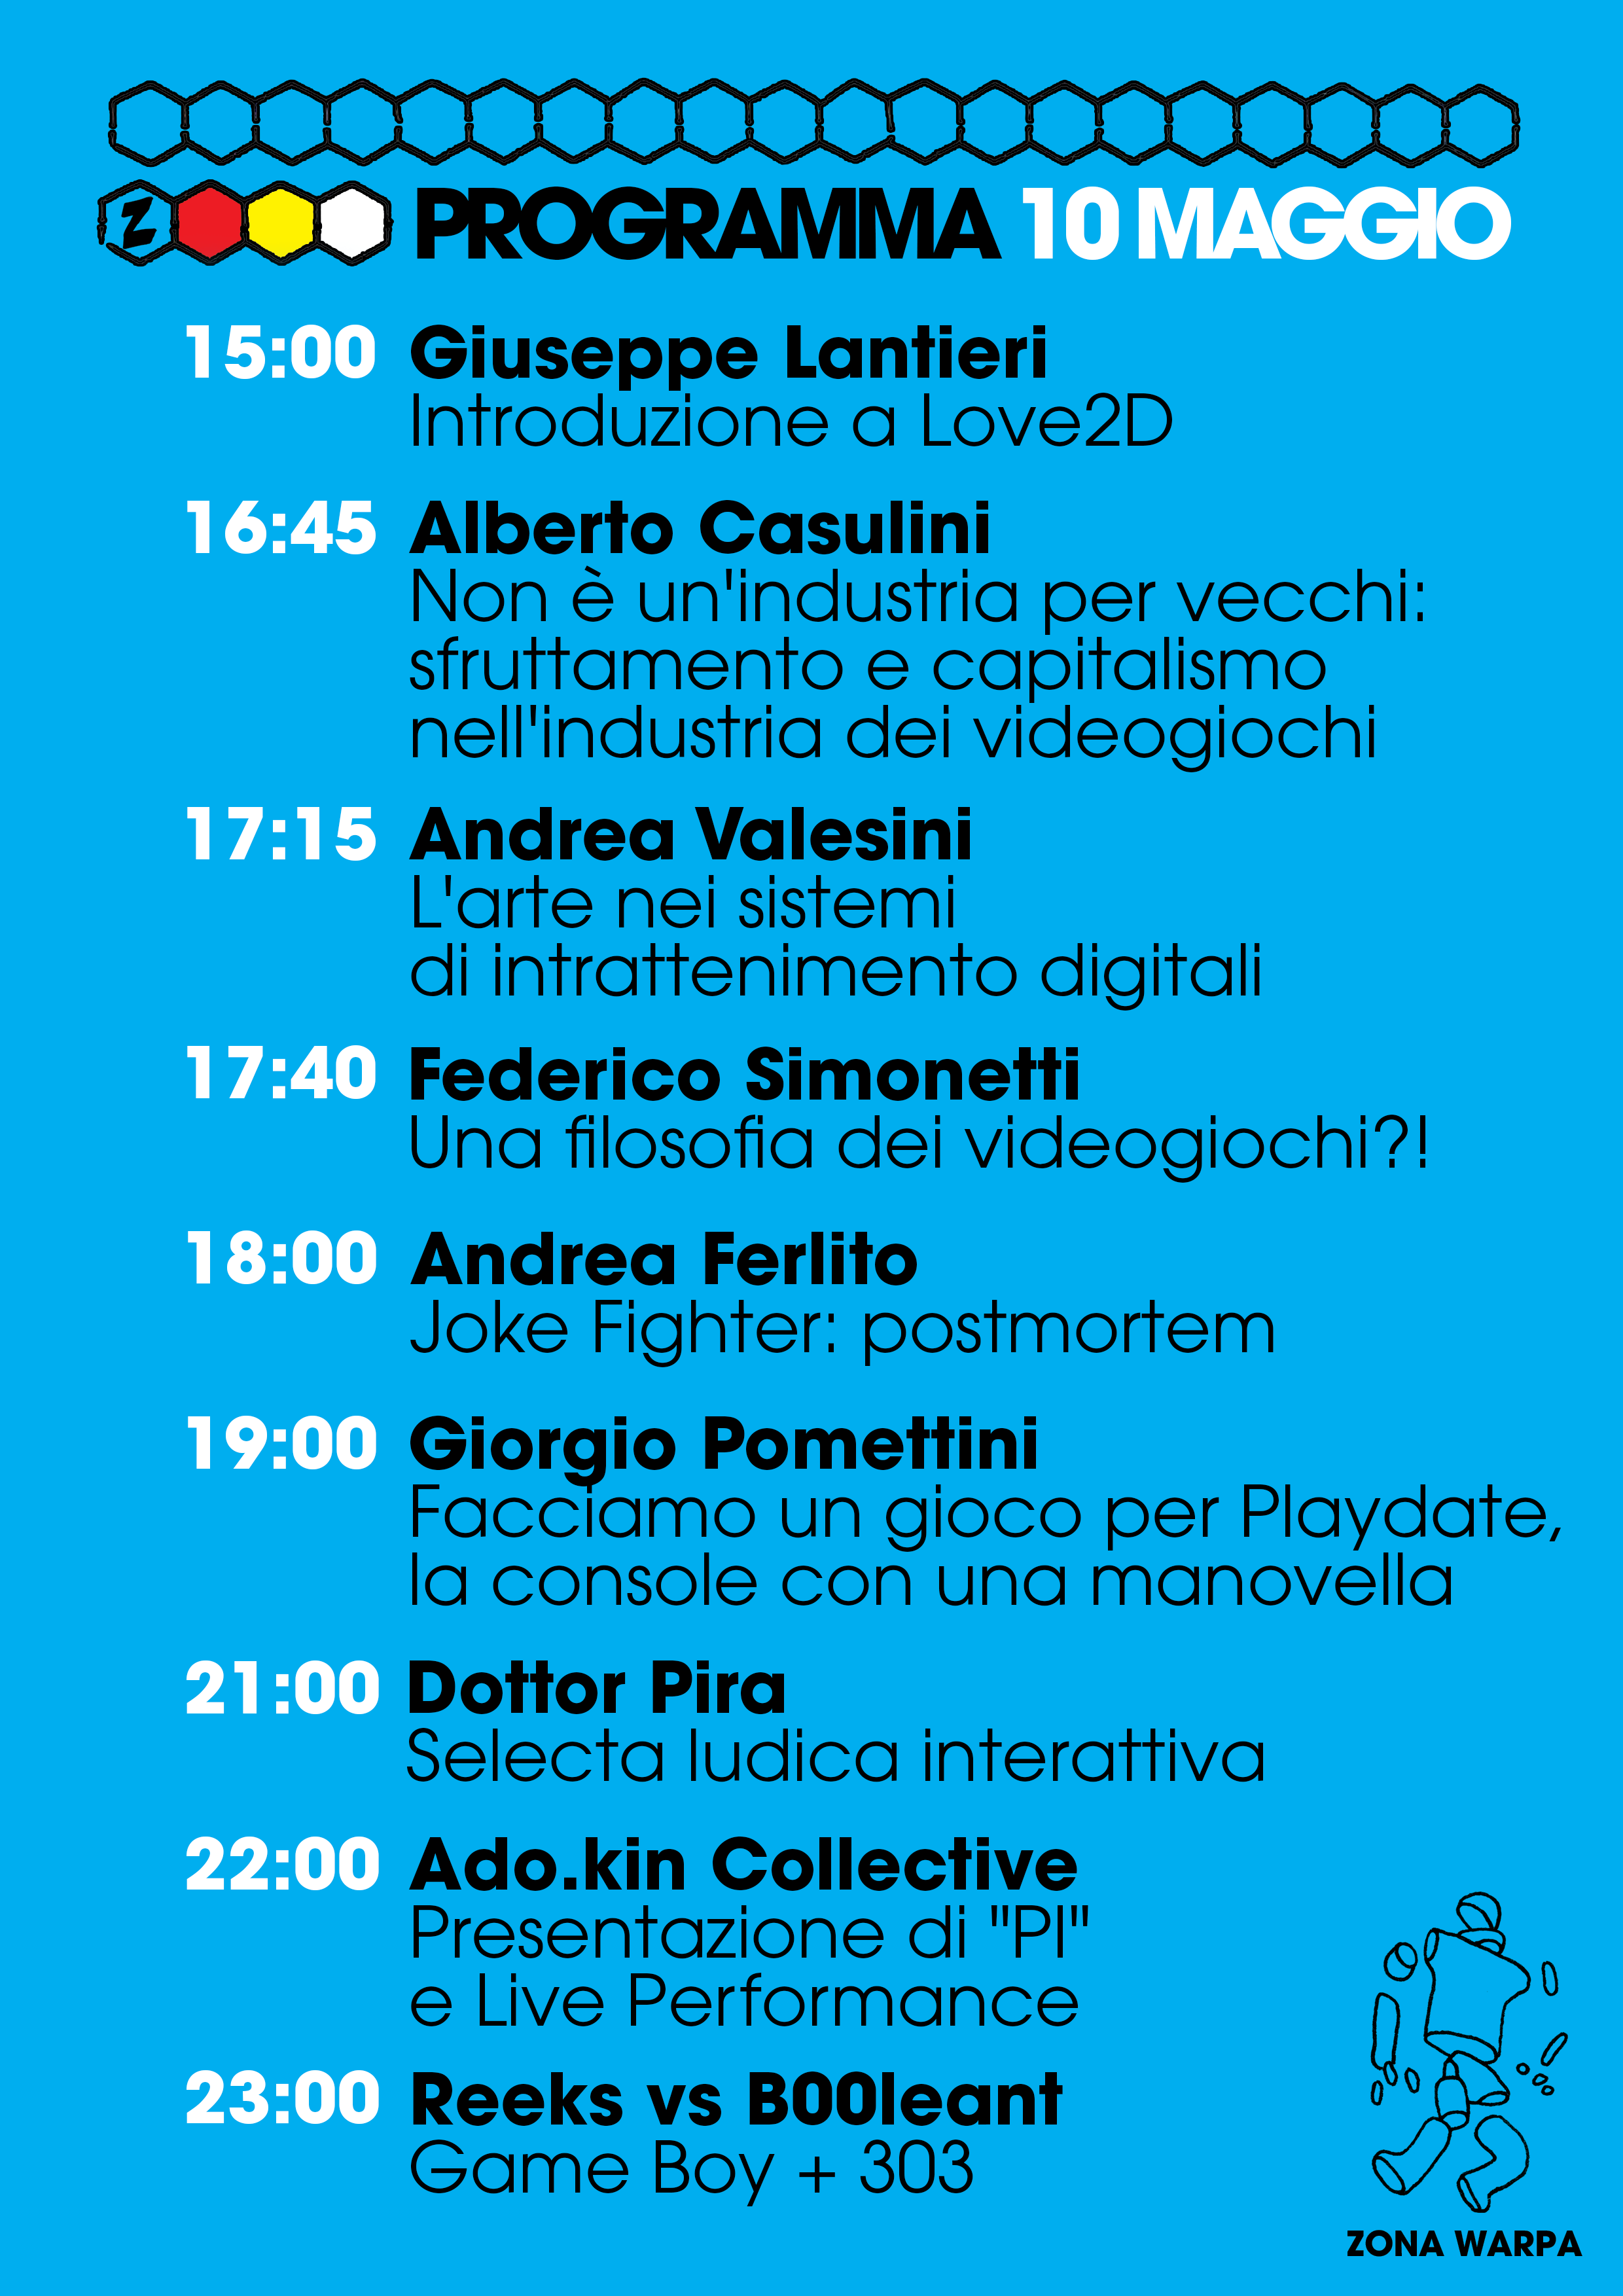 Z PROGRAMMA 10 MAGGIO
15:00 Giuseppe Lantieri
Introduzione a Love2D
16:45 Alberto Casulini
Non è un'industria per vecchi:
sfruttamento e capitalismo
nell'industria dei videogiochi
17:15 Andrea Valesini
L'arte nei sistemi
di intrattenimento digitali
17:40 Federico Simonetti
Una filosofia dei videogiochi?!
18:00 Andrea Ferlito
Joke Fighter: postmortem
19:00 Giorgio Pomettini
Facciamo un gioco per Playdate,
la console con una manovella
21:00 Dottor Pira
Selecta ludica interattiva
22:00 Ado.kin Collective
Presentazione di "PI"
e Live Performance
23:00 Reeks vs B00leant
Game Boy + 303
ZONA WARPA